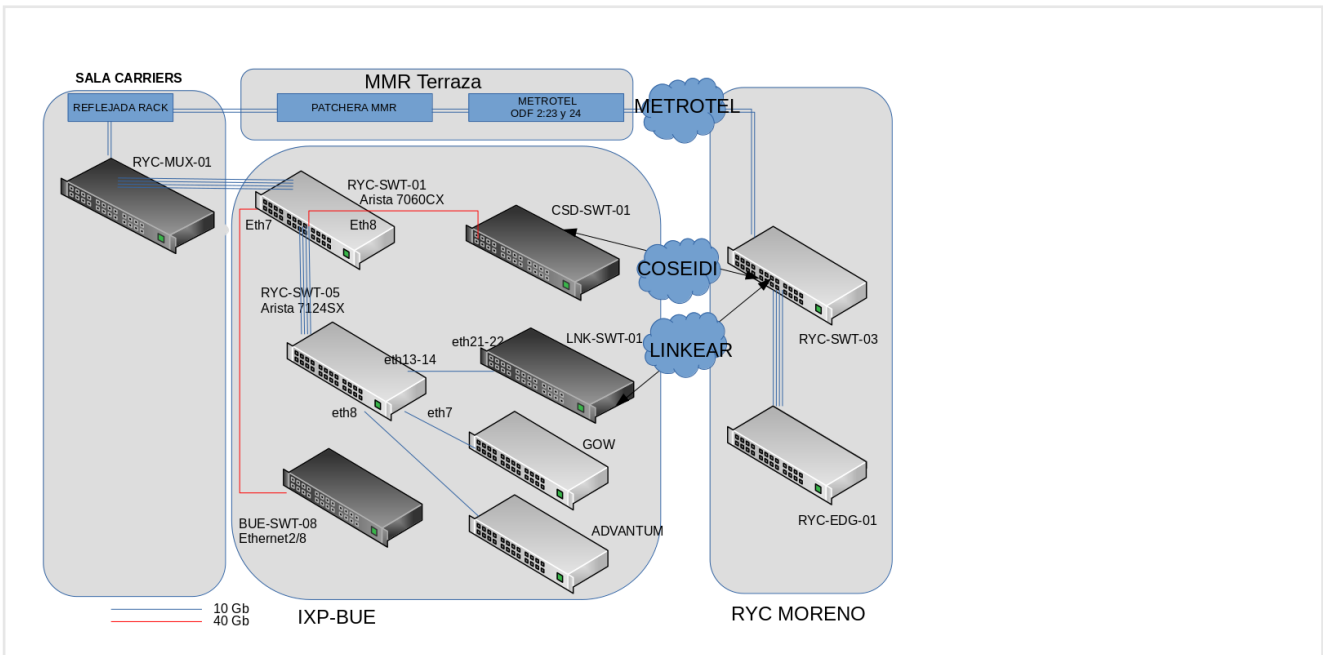 SALA CARRIERS
MMR Terraza
REFLEJADA RACK
PATCHERA MMR
METROTEL
ODF 2:23 y 24
METROTEL
RYC-MUX-01
RYC-SWT-01
Arista 7060CX
Eth7
Eth8
CSD-SWT-01
COSEIDI
RYC-SWT-05
Arista 7124SX
eth13-14
eth21-22
LNK-SWT-01
LINKEAR
RYC-SWT-03
eth8
eth7
GOW
BUE-SWT-08
Ethernet2/8
ADVANTUM
RYC-EDG-01
10 Gb
40 Gb
IXP-BUE
RYC MORENO